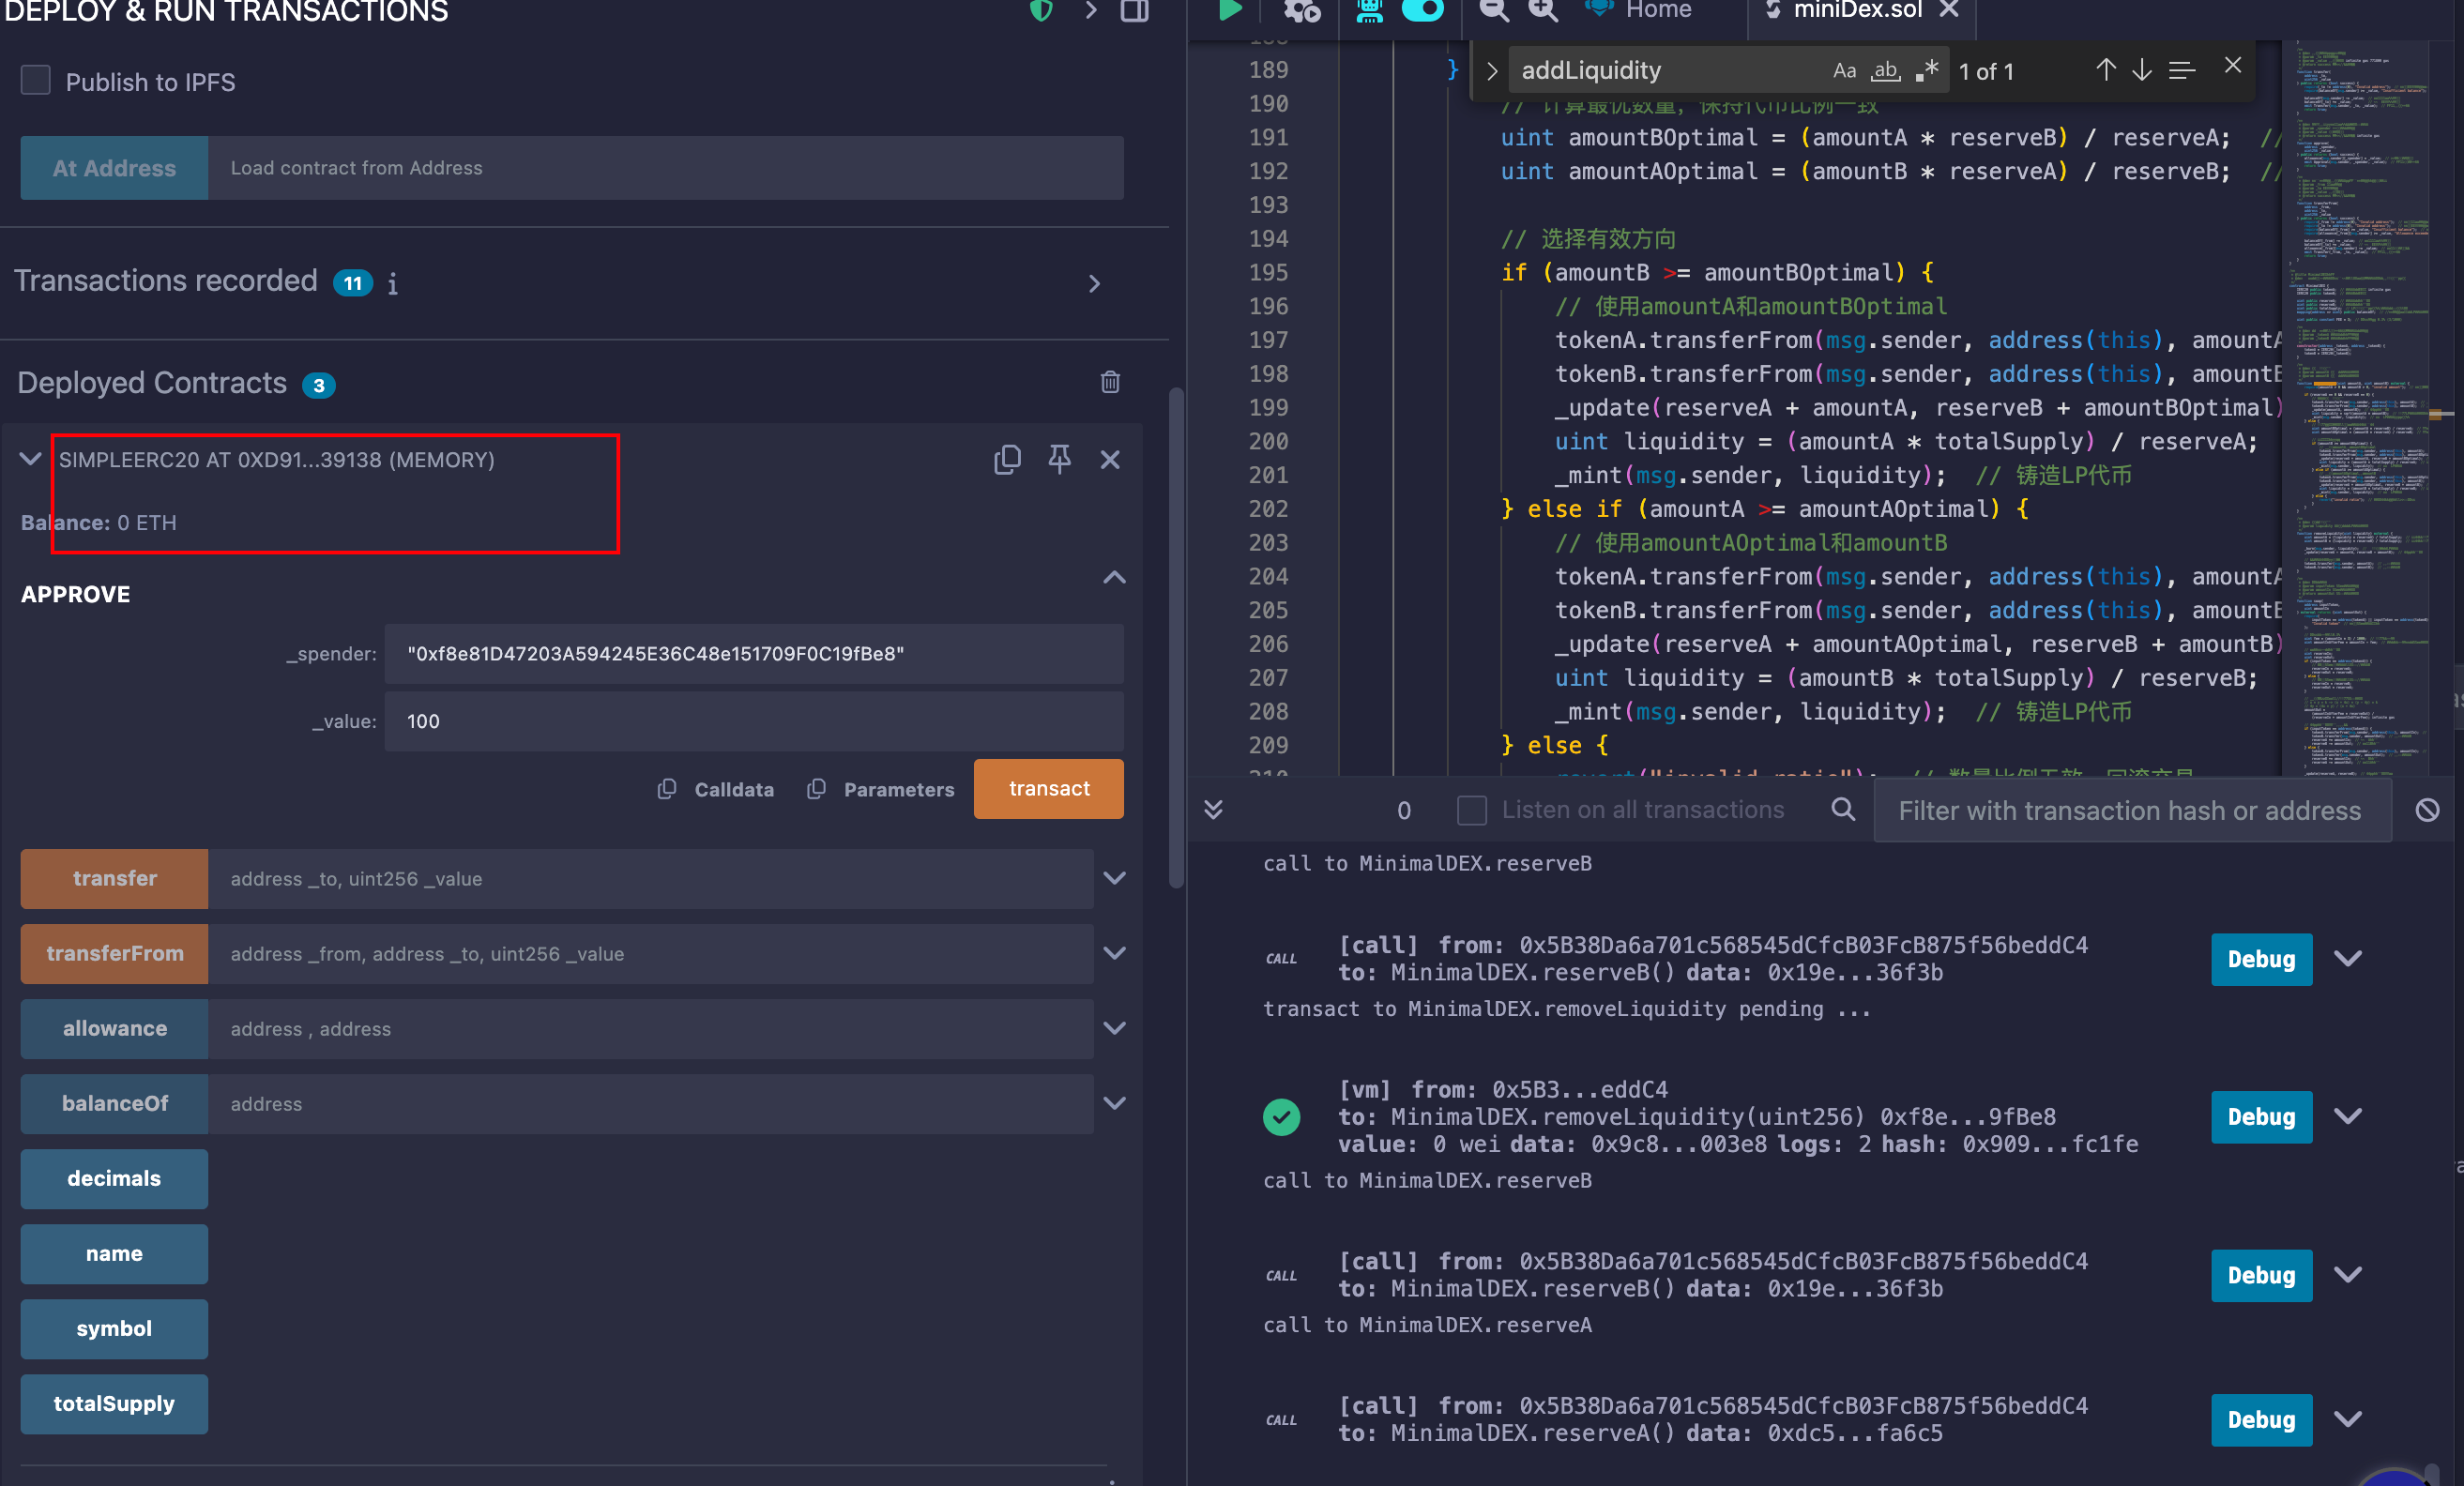 DEPLOY & RUN TRANSACTIONS
Publish to IPFS
At Address
Load contract from Address
Transactions recorded 11 i
Deployed Contracts 3
SIMPLEERC20 AT 0XD91...39138 (MEMORY)
Balance: 0 ETH
APPROVE
_spender: "0xf8e81D47203A594245E36C48e151709F0C19fBe8"
_value: 100
Calldata Parameters transact
transfer address _to, uint256 _value
transferFrom address _from, address _to, uint256 _value
allowance address , address
balanceOf address
decimals
name
symbol
totalSupply
Home
miniDex.sol
addLiquidity Aa ab .* 1 of 1
189 }
190 // 计算最优数量，保持代币比例一致
191 uint amountBOptimal = (amountA * reserveB) / reserveA; //
192 uint amountAOptimal = (amountB * reserveA) / reserveB; //
193
194 // 选择有效方向
195 if (amountB >= amountBOptimal) {
196 // 使用amountA和amountBOptimal
197 tokenA.transferFrom(msg.sender, address(this), amountA
198 tokenB.transferFrom(msg.sender, address(this), amountB
199 _update(reserveA + amountA, reserveB + amountBOptimal)
200 uint liquidity = (amountA * totalSupply) / reserveA;
201 _mint(msg.sender, liquidity); // 铸造LP代币
202 } else if (amountA >= amountAOptimal) {
203 // 使用amountAOptimal和amountB
204 tokenA.transferFrom(msg.sender, address(this), amountA
205 tokenB.transferFrom(msg.sender, address(this), amountB
206 _update(reserveA + amountAOptimal, reserveB + amountB)
207 uint liquidity = (amountB * totalSupply) / reserveB;
208 _mint(msg.sender, liquidity); // 铸造LP代币
209 } else {
0 Listen on all transactions Filter with transaction hash or address
call to MinimalDEX.reserveB
CALL [call] from: 0x5B38Da6a701c568545dCfcB03FcB875f56beddC4
to: MinimalDEX.reserveB() data: 0x19e...36f3b
Debug
transact to MinimalDEX.removeLiquidity pending ...
[vm] from: 0x5B3...eddC4
to: MinimalDEX.removeLiquidity(uint256) 0xf8e...9fBe8
value: 0 wei data: 0x9c8...003e8 logs: 2 hash: 0x909...fc1fe
Debug
call to MinimalDEX.reserveB
CALL [call] from: 0x5B38Da6a701c568545dCfcB03FcB875f56beddC4
to: MinimalDEX.reserveB() data: 0x19e...36f3b
Debug
call to MinimalDEX.reserveA
CALL [call] from: 0x5B38Da6a701c568545dCfcB03FcB875f56beddC4
to: MinimalDEX.reserveA() data: 0xdc5...fa6c5
Debug